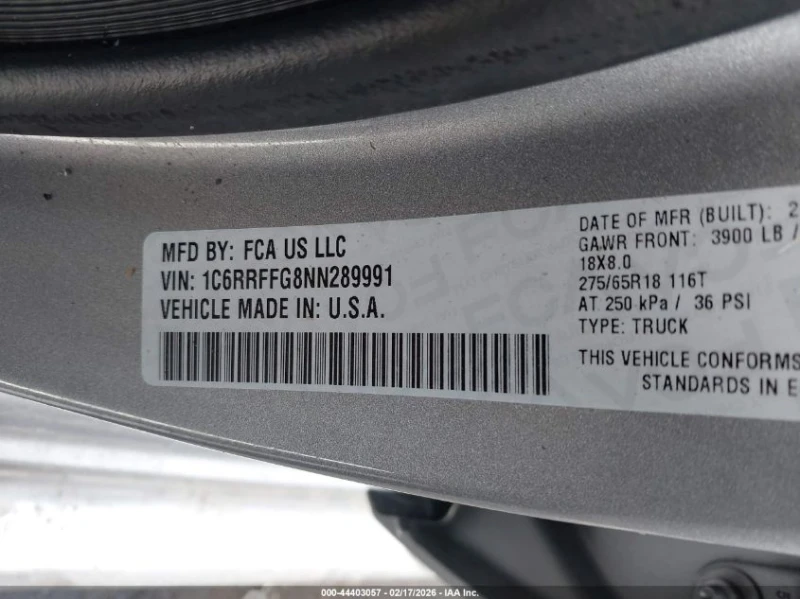 MFD BY: FCA US LLC
VIN: 1C6RRFFG8NN289991
VEHICLE MADE IN: U.S.A.
DATE OF MFR (BUILT): 2
GAWR FRONT: 3900 LB /
18X8.0
275/65R18 116T
AT 250 kPa / 36 PSI
TYPE: TRUCK
THIS VEHICLE CONFORMS
STANDARDS IN E
000-44403057 - 02/17/2026 - IAA Inc.